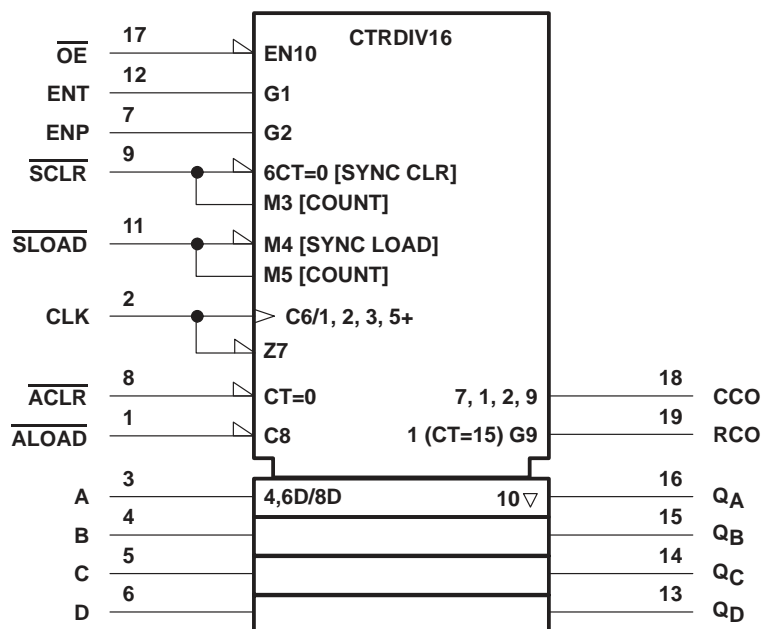 CTRDIV16
17
OE
EN10
12
ENT
G1
7
ENP
G2
9
SCLR
6CT=0 [SYNC CLR]
M3 [COUNT]
11
SLOAD
M4 [SYNC LOAD]
M5 [COUNT]
2
CLK
C6/1, 2, 3, 5+
Z7
8
ACLR
CT=0
7, 1, 2, 9
18
CCO
1
ALOAD
C8
1 (CT=15) G9
19
RCO
3
A
4,6D/8D
10
16
QA
4
B
15
QB
5
C
14
QC
6
D
13
QD